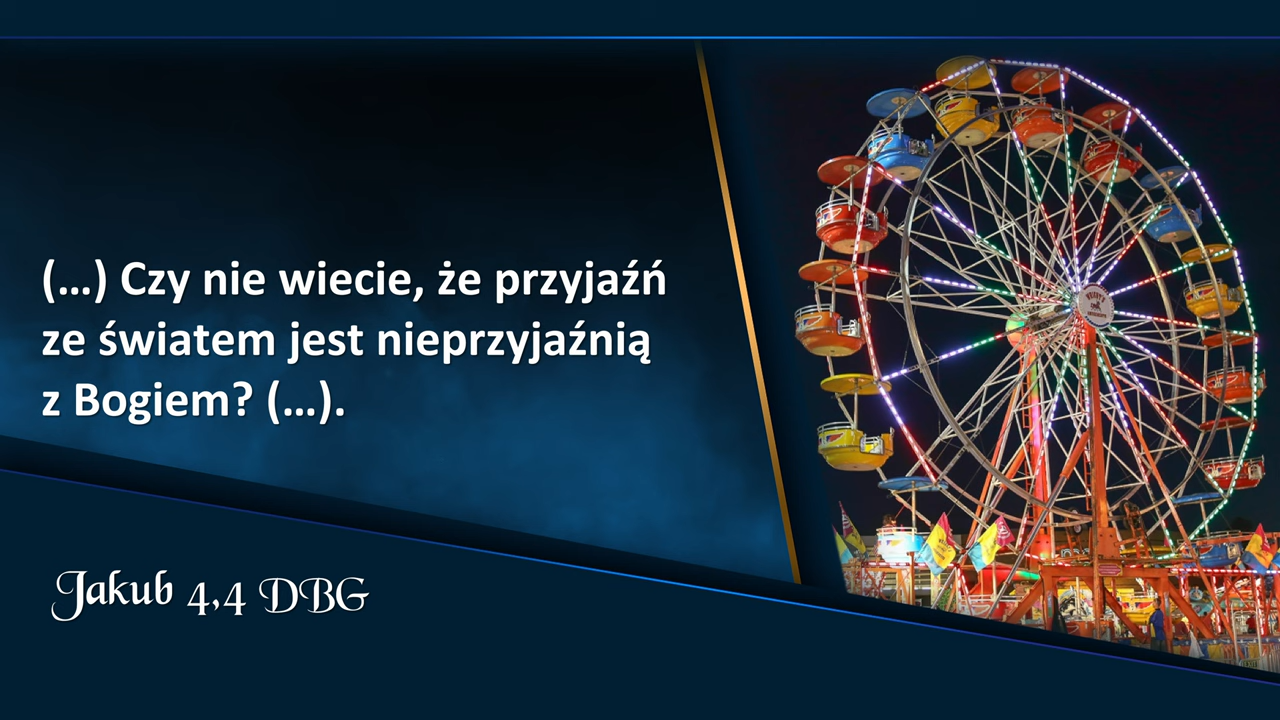 (…) Czy nie wiecie, że przyjaźń
ze światem jest nieprzyjaźnią
z Bogiem? (…).
Jakub 4,4 DBG